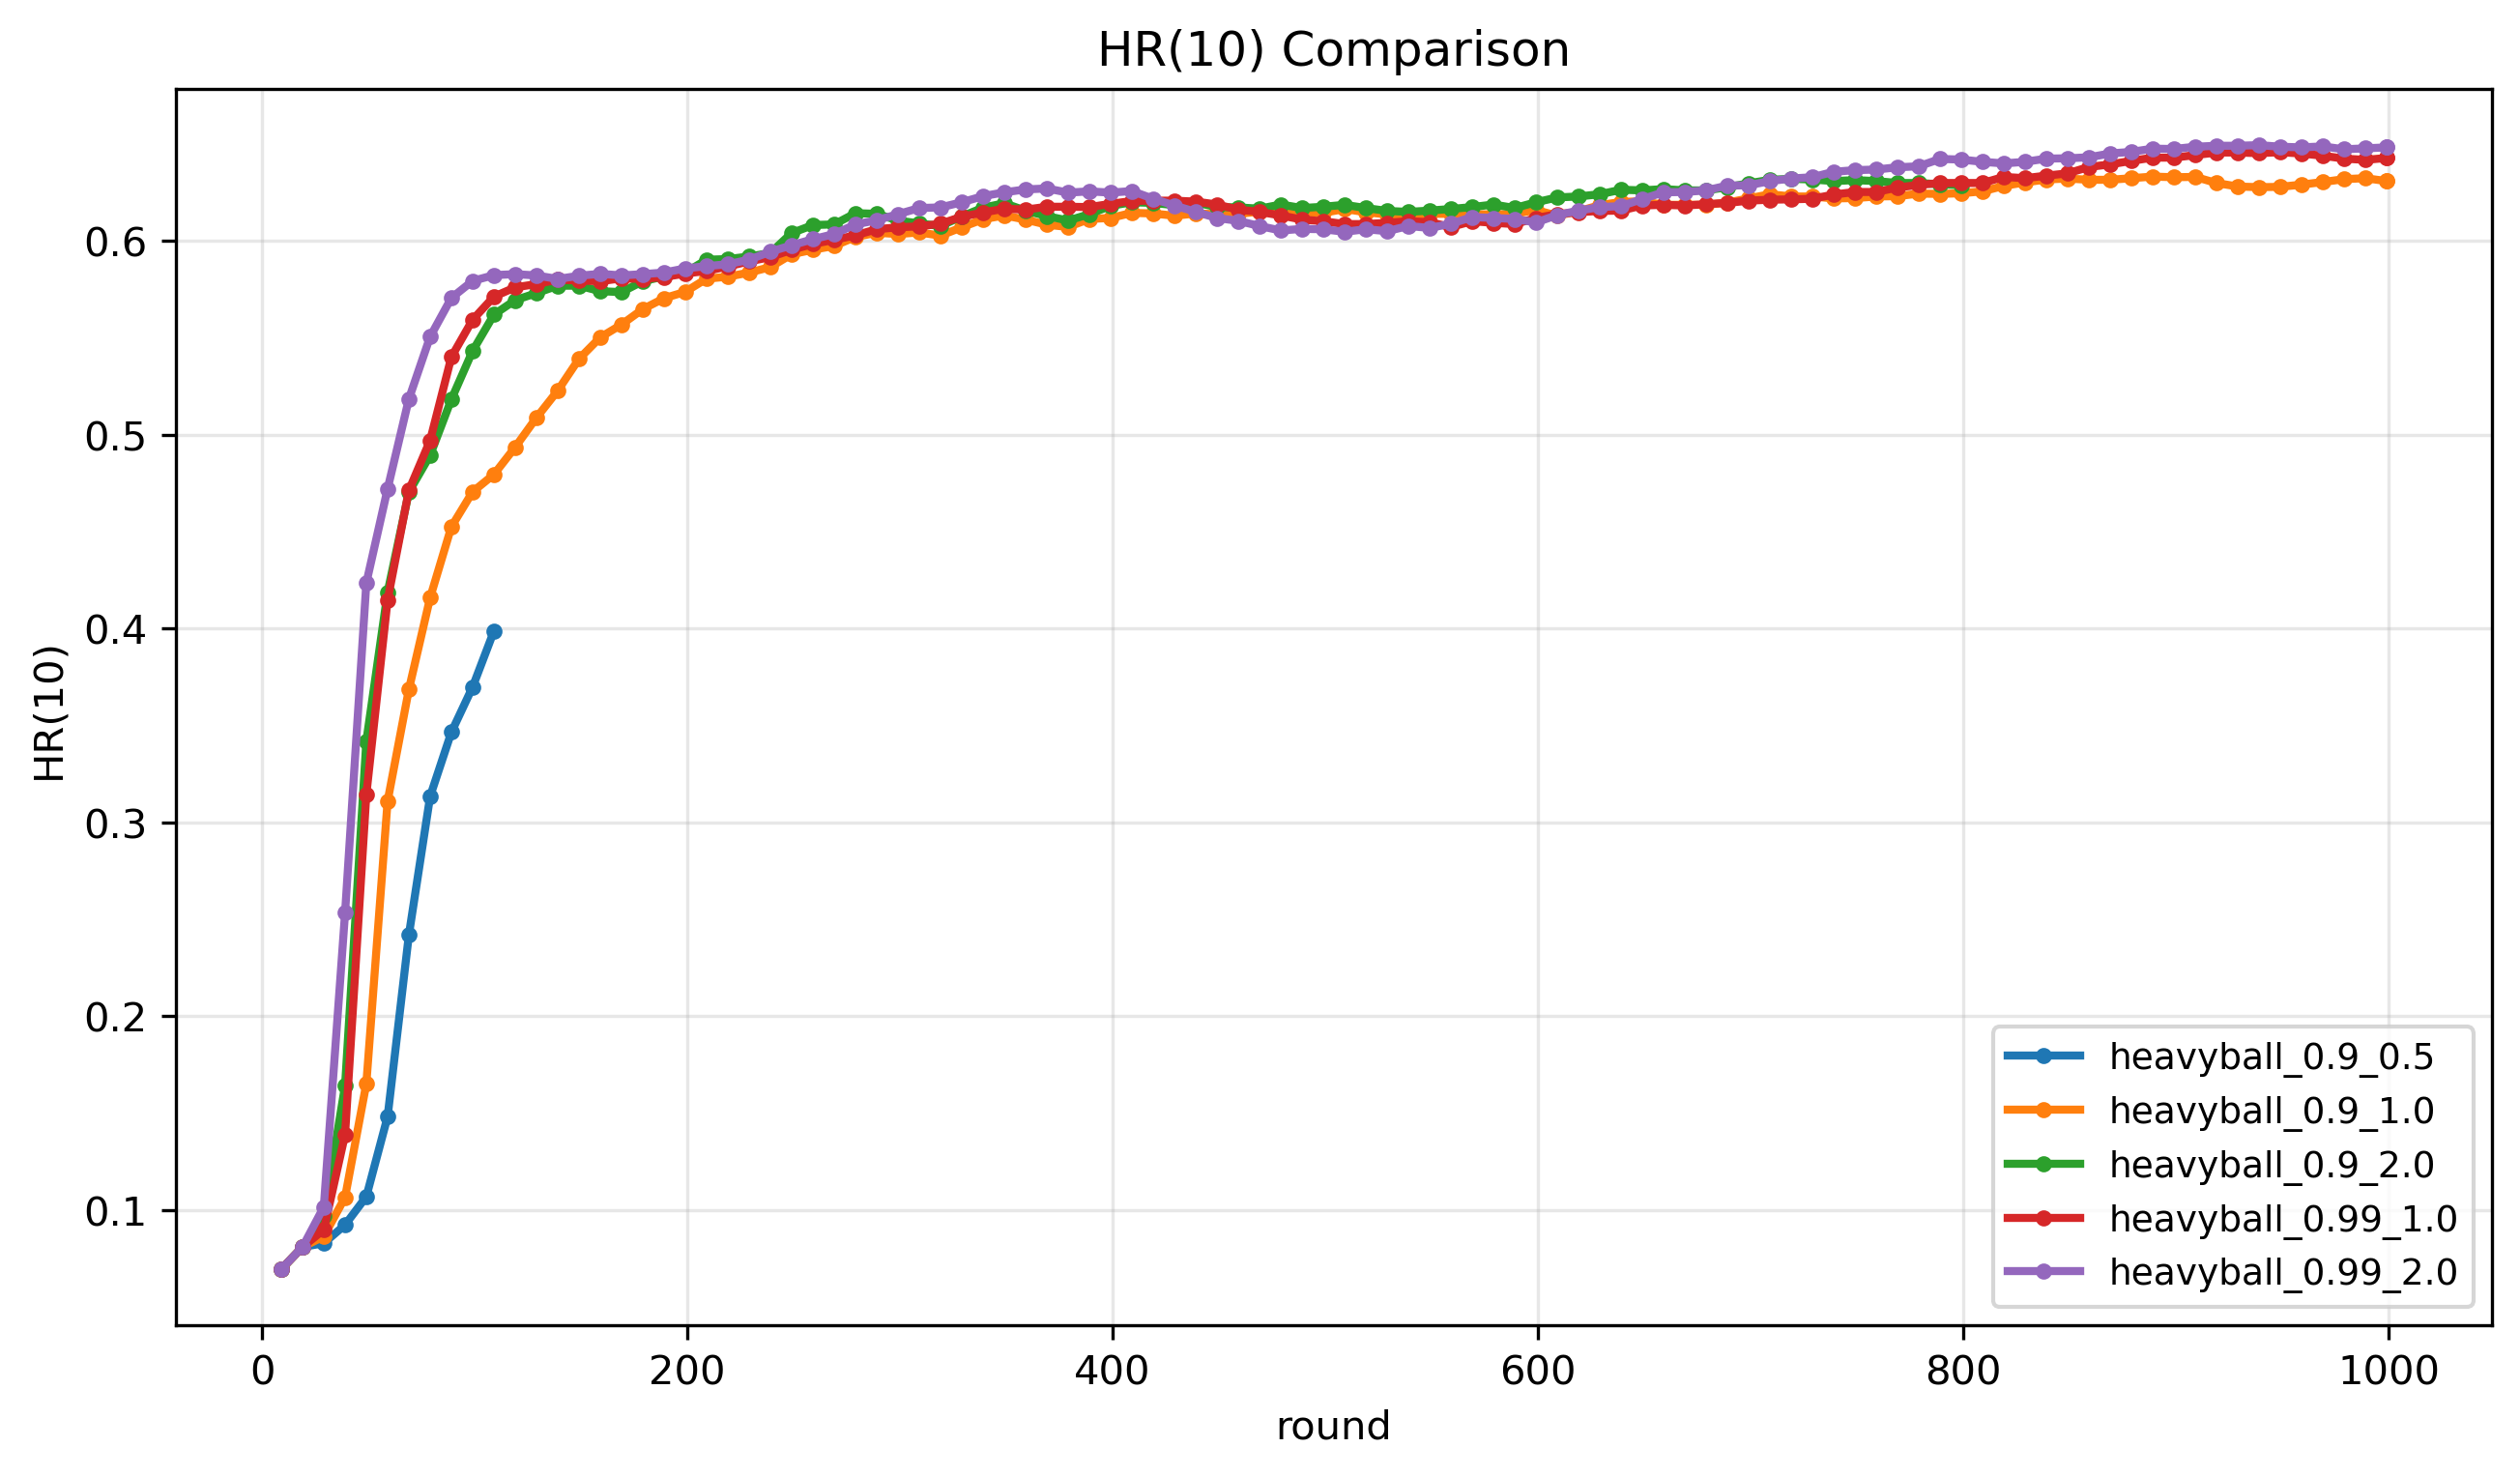 HR(10) Comparison
HR(10)
0.6
0.5
0.4
0.3
0.2
0.1
0
200
400
600
800
1000
round
heavyball_0.9_0.5
heavyball_0.9_1.0
heavyball_0.9_2.0
heavyball_0.99_1.0
heavyball_0.99_2.0